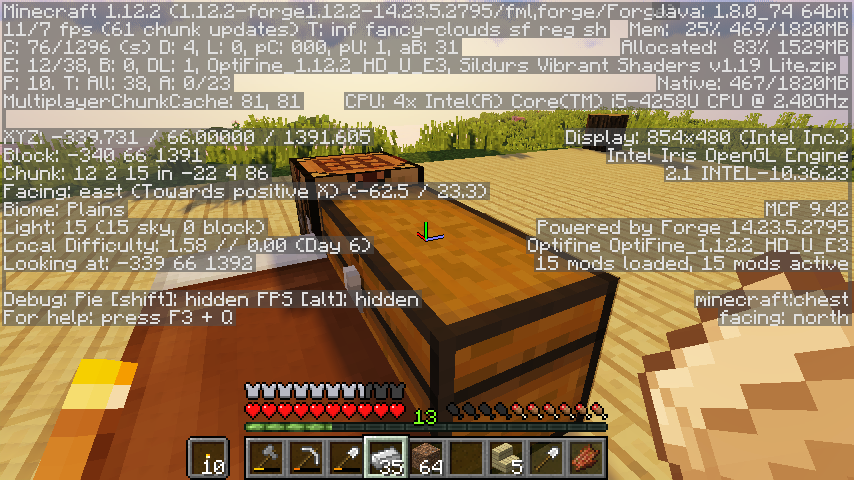 Minecraft 1.12.2 (1.12.2-forge1.12.2-14.23.5.2795/fml,forge/Forg
Java: 1.8.0_74 64bit
11/7 fps (61 chunk updates) T: inf fancy-clouds sf reg sh
Mem: 25% 469/1820MB
C: 76/1296 (s) D: 4, L: 0, pC: 000, pU: 1, aB: 31
Allocated: 83% 1529MB
E: 12/38, B: 0, DL: 1, OptiFine_1.12.2_HD_U_E3, Sildurs Vibrant Shaders v1.19 Lite.zip
P: 10. T: All: 38, A: 0/23
Native: 467/1820MB
MultiplayerChunkCache: 81, 81
CPU: 4x Intel(R) Core(TM) i5-4258U CPU @ 2.40GHz
XYZ: -339.731 / 66.00000 / 1391.605
Display: 854x480 (Intel Inc.)
Block: -340 66 1391
Intel Iris OpenGL Engine
Chunk: 12 2 15 in -22 4 86
2.1 INTEL-10.36.23
Facing: east (Towards positive X) (-62.5 / 23.3)
Biome: Plains
MCP 9.42
Light: 15 (15 sky, 0 block)
Powered by Forge 14.23.5.2795
Local Difficulty: 1.58 // 0.00 (Day 6)
Optifine OptiFine_1.12.2_HD_U_E3
Looking at: -339 66 1392
15 mods loaded, 15 mods active
Debug: Pie [shift]: hidden FPS [alt]: hidden
minecraft:chest
For help: press F3 + Q
facing: north
13
10
35
64
5